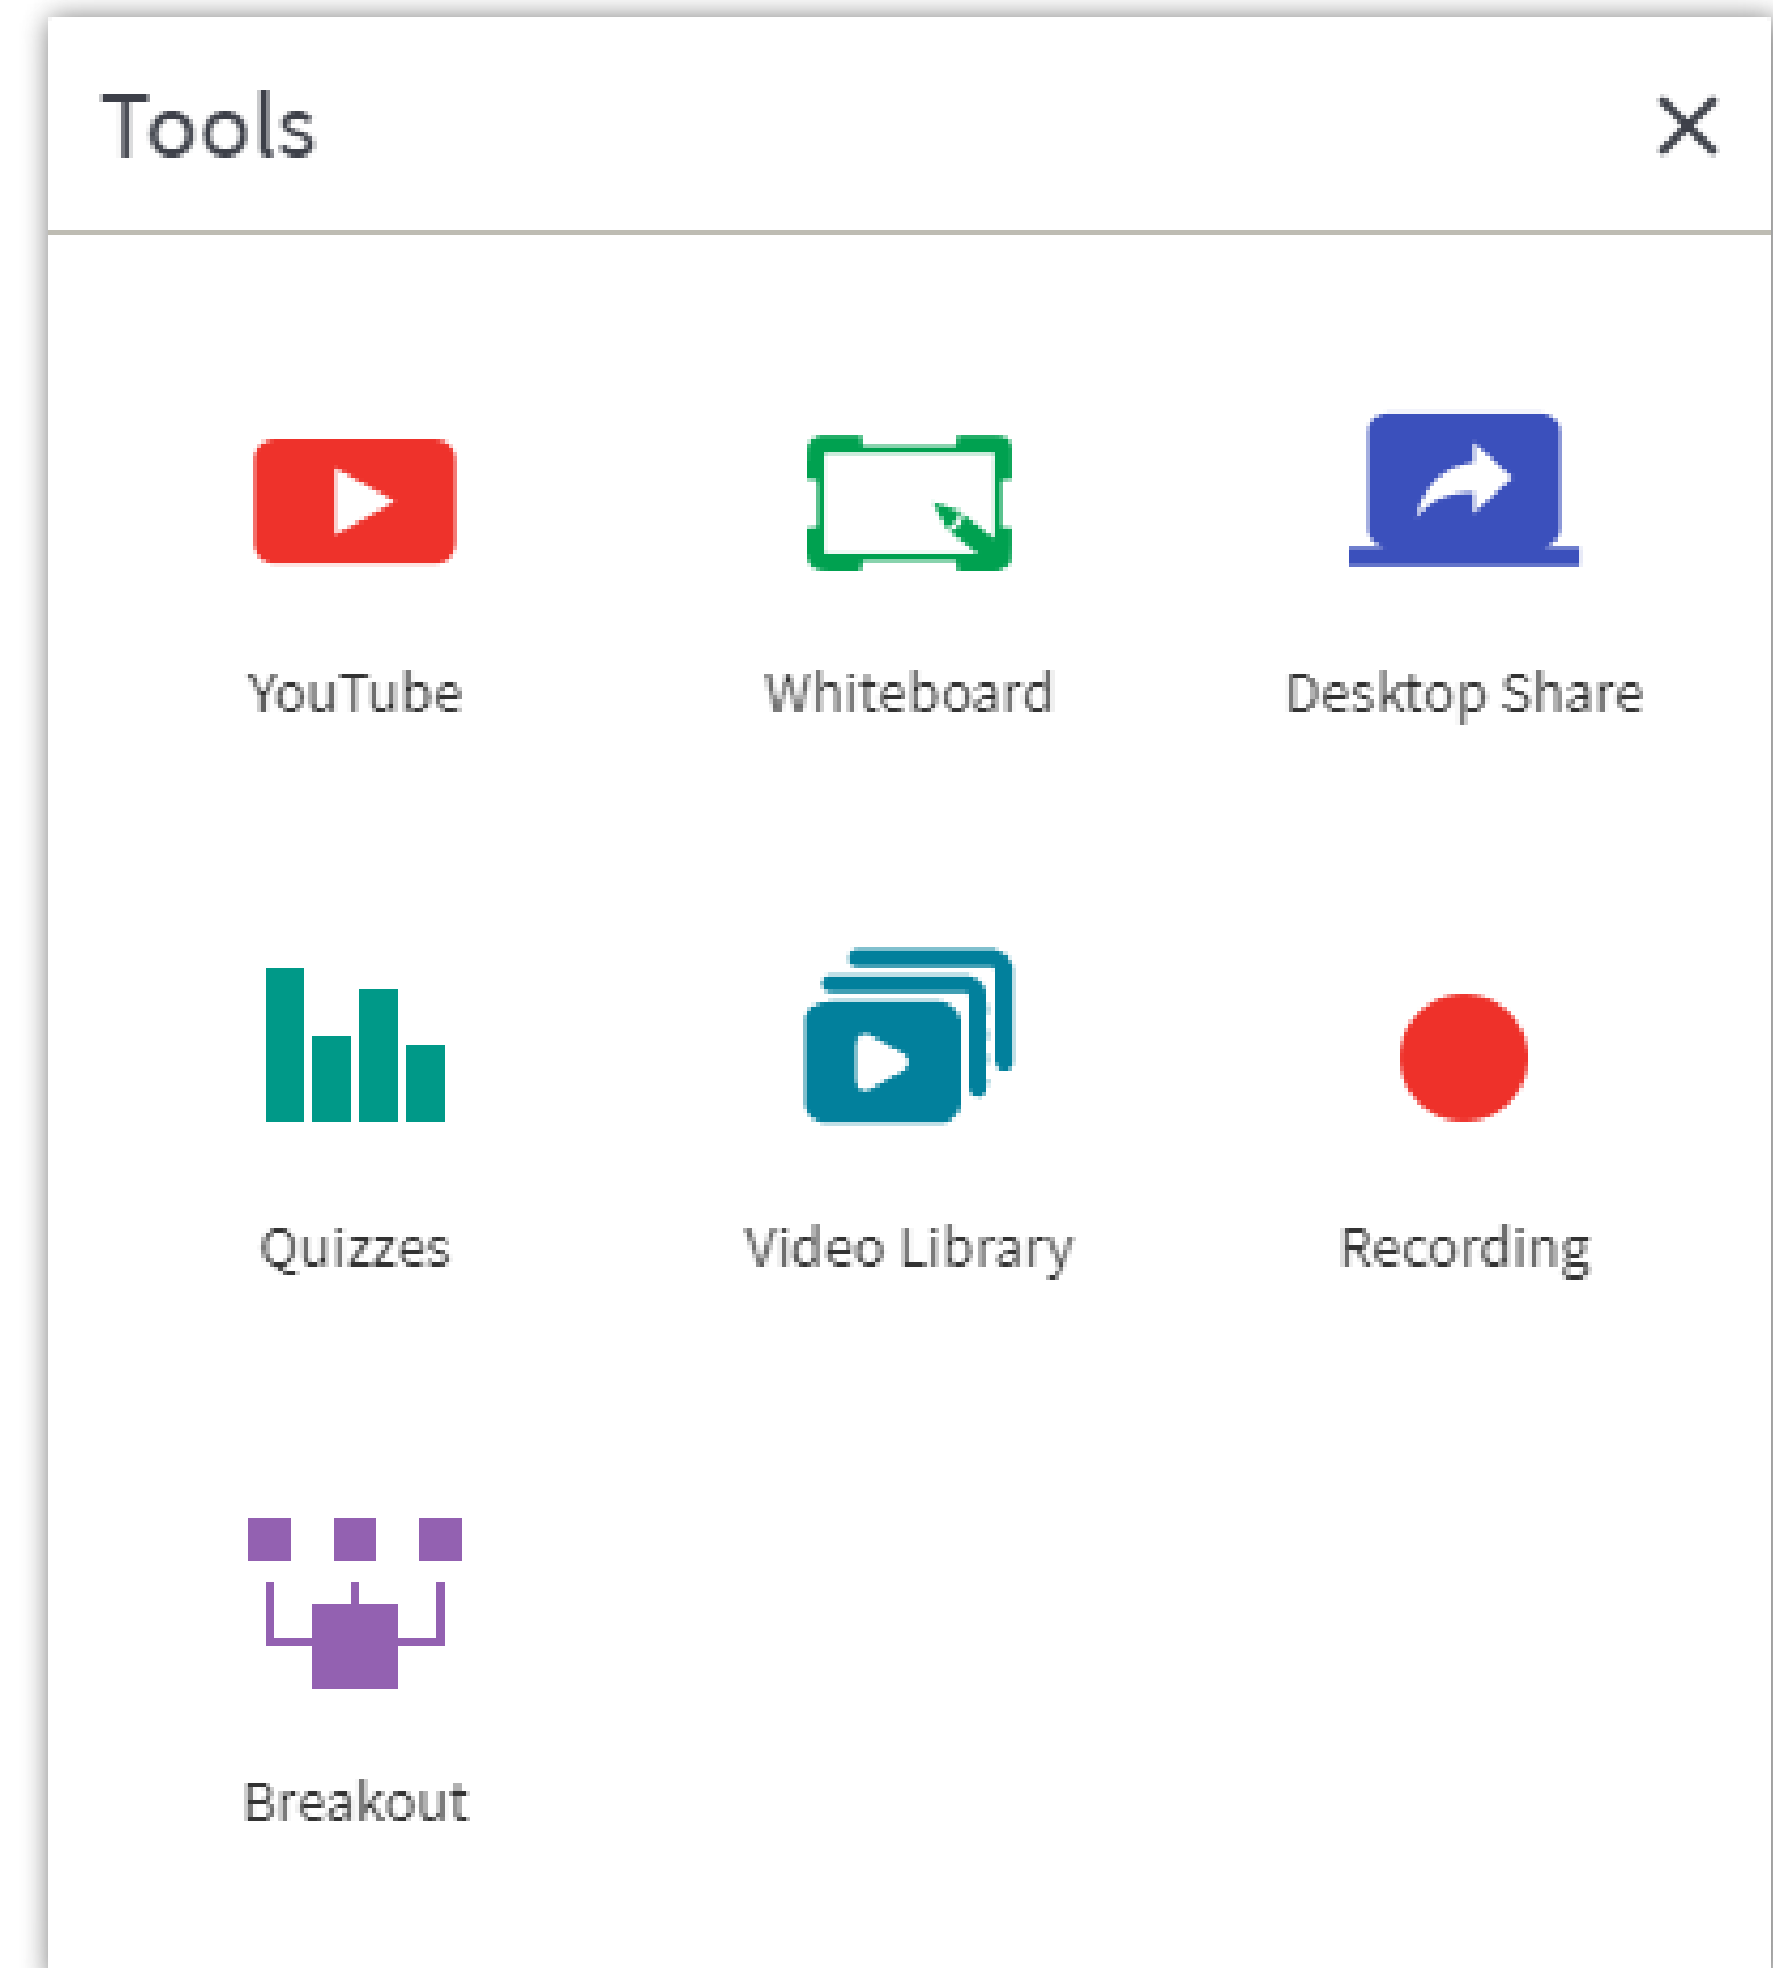 Tools
YouTube
Whiteboard
Desktop Share
Quizzes
Video Library
Recording
Breakout